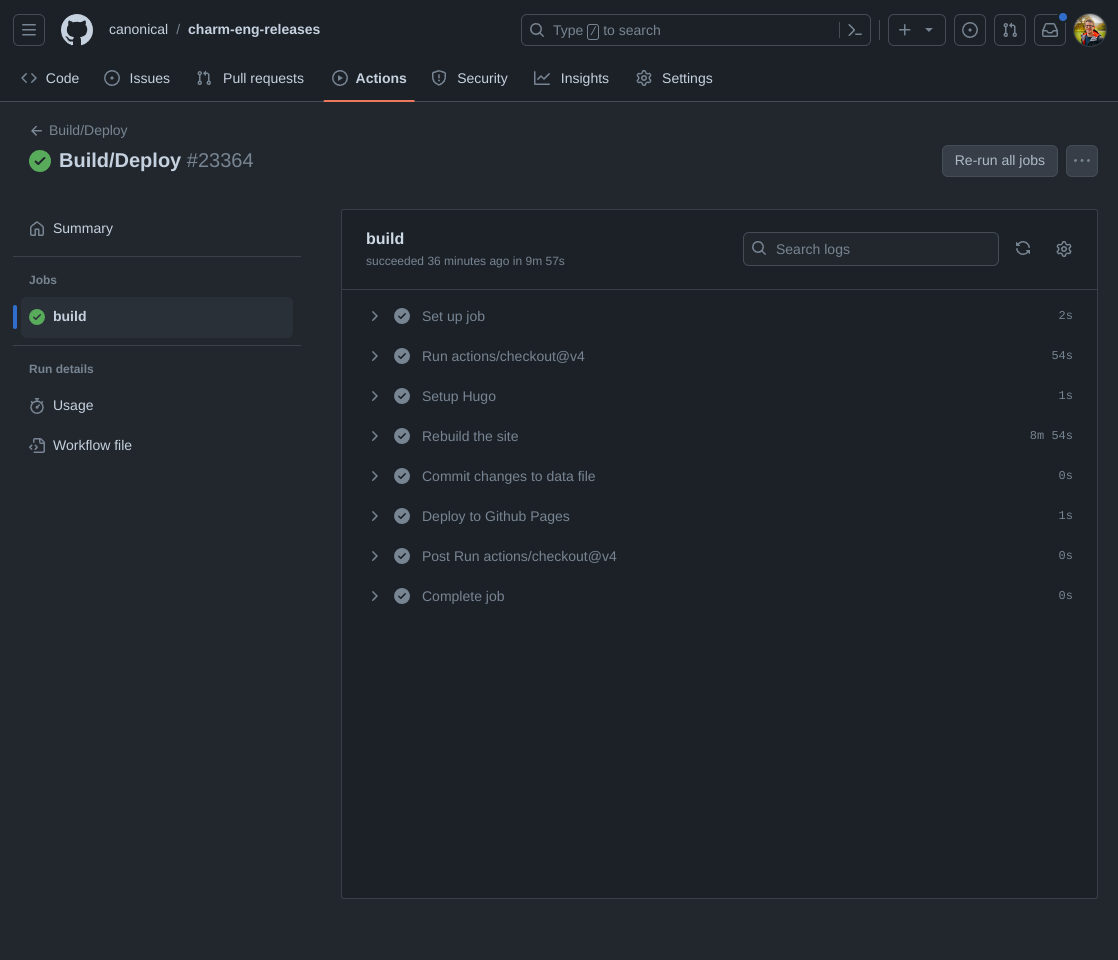 canonical / charm-eng-releases
Type / to search
Code
Issues
Pull requests
Actions
Security
Insights
Settings
Build/Deploy
Build/Deploy #23364
Re-run all jobs
Summary
Jobs
build
Run details
Usage
Workflow file
build
succeeded 36 minutes ago in 9m 57s
Search logs
Set up job 2s
Run actions/checkout@v4 54s
Setup Hugo 1s
Rebuild the site 8m 54s
Commit changes to data file 0s
Deploy to Github Pages 1s
Post Run actions/checkout@v4 0s
Complete job 0s